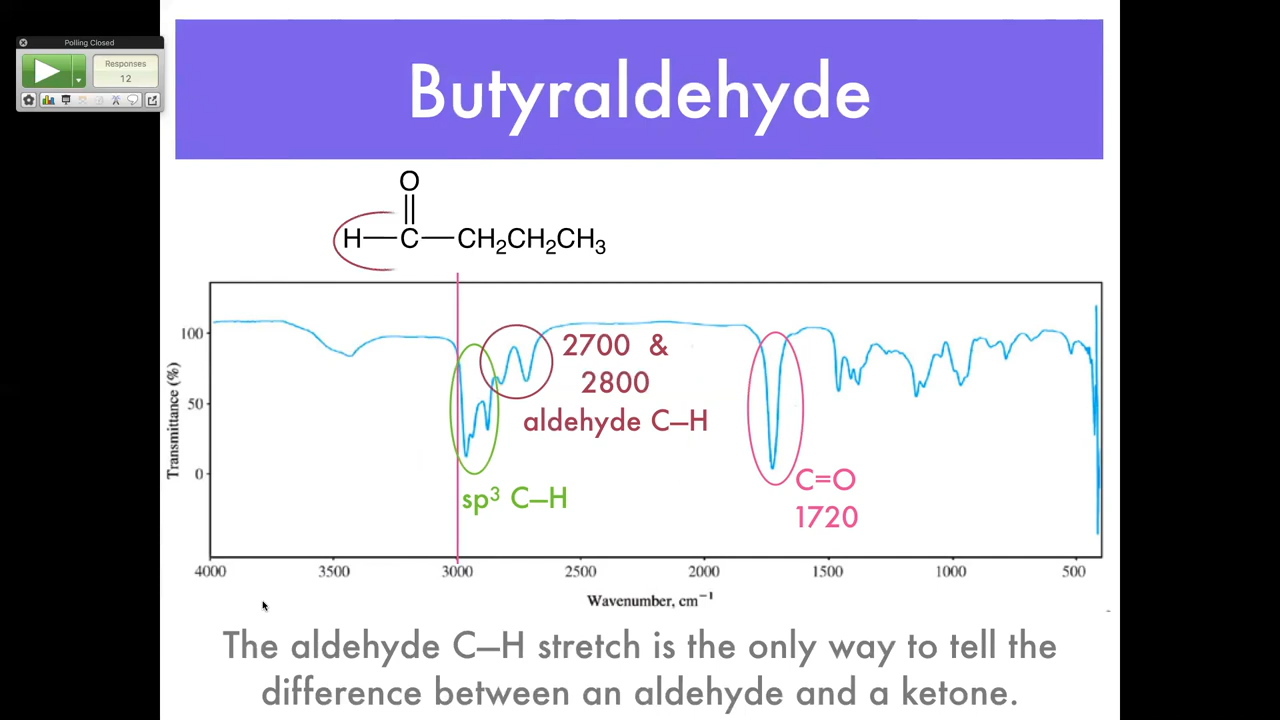 Polling Closed
Responses
12
Butyraldehyde
O
H—C—CH₂CH₂CH₃
100
50
0
Transmittance (%)
2700 &
2800
aldehyde C—H
sp³ C—H
C=O
1720
4000 3500 3000 2500 2000 1500 1000 500
Wavenumber, cm⁻¹
The aldehyde C—H stretch is the only way to tell the
difference between an aldehyde and a ketone.